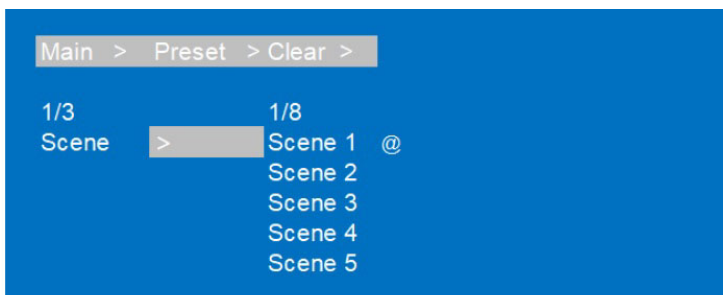 Main > Preset > Clear >
1/3 1/8
Scene > Scene 1 @
Scene 2
Scene 3
Scene 4
Scene 5